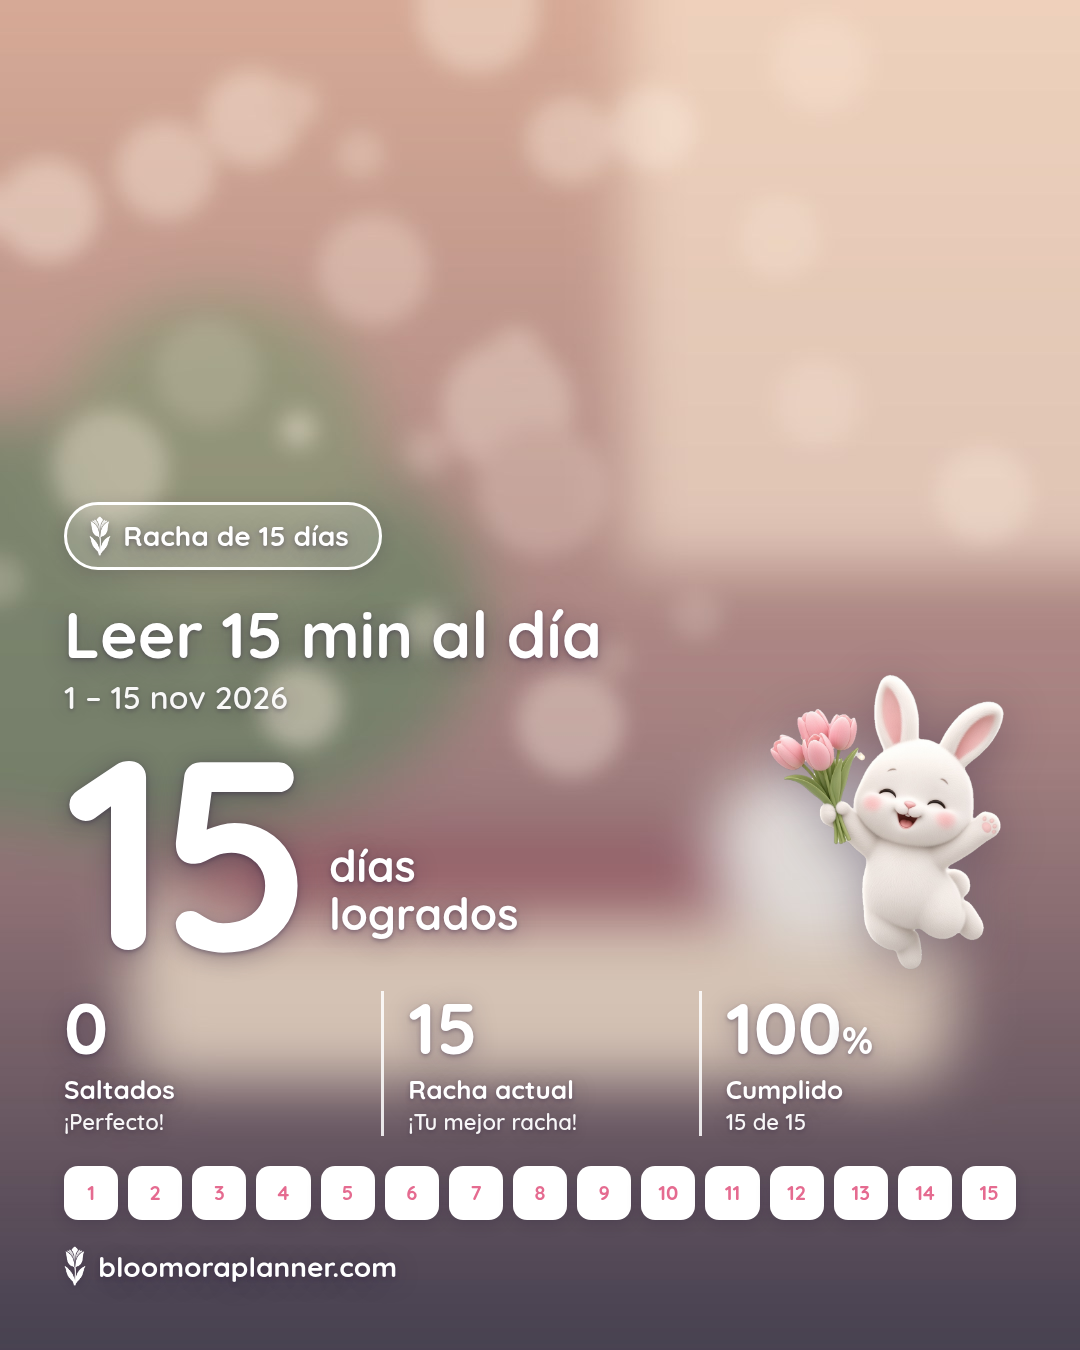 Racha de 15 días
Leer 15 min al día
1 – 15 nov 2026
15 días
logrados
0
Saltados
¡Perfecto!
15
Racha actual
¡Tu mejor racha!
100%
Cumplido
15 de 15
1 2 3 4 5 6 7 8 9 10 11 12 13 14 15
bloomoraplanner.com